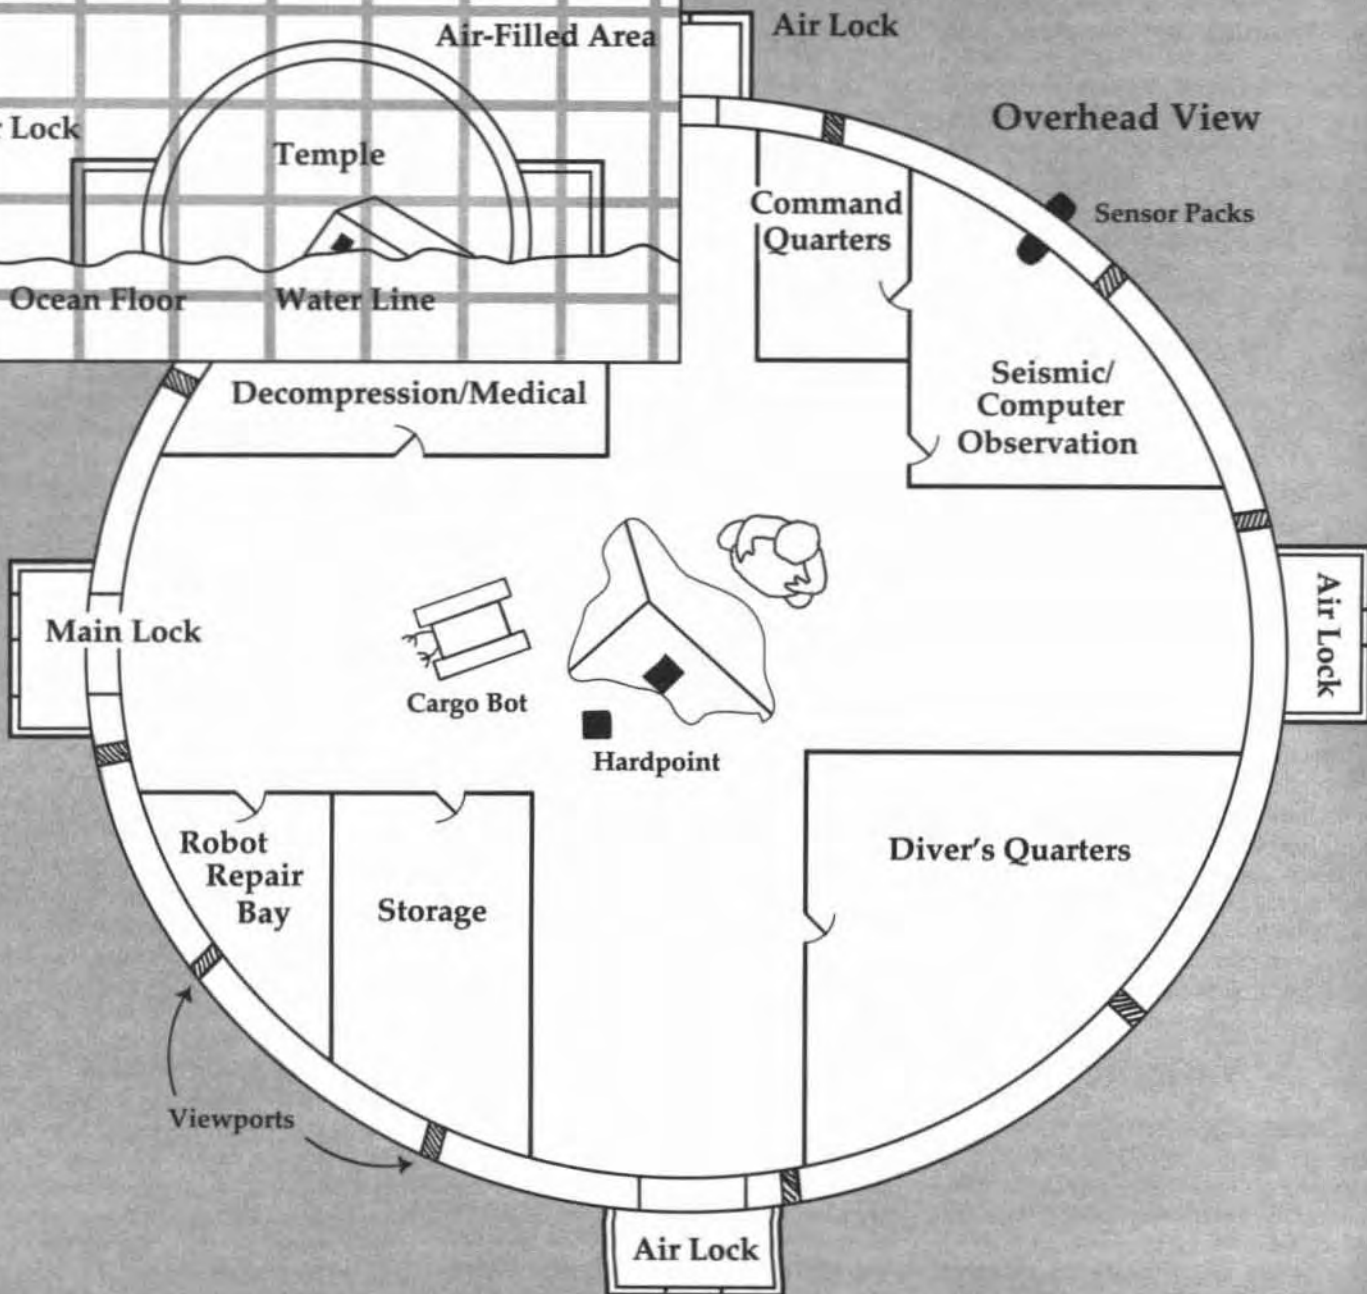 Air-Filled Area
Lock
Temple
Ocean Floor
Water Line
Air Lock
Overhead View
Command
Quarters
Sensor Packs
Seismic/
Computer
Observation
Decompression/Medical
Main Lock
Air Lock
Cargo Bot
Hardpoint
Robot
Repair
Bay
Storage
Diver's Quarters
Viewports
Air Lock